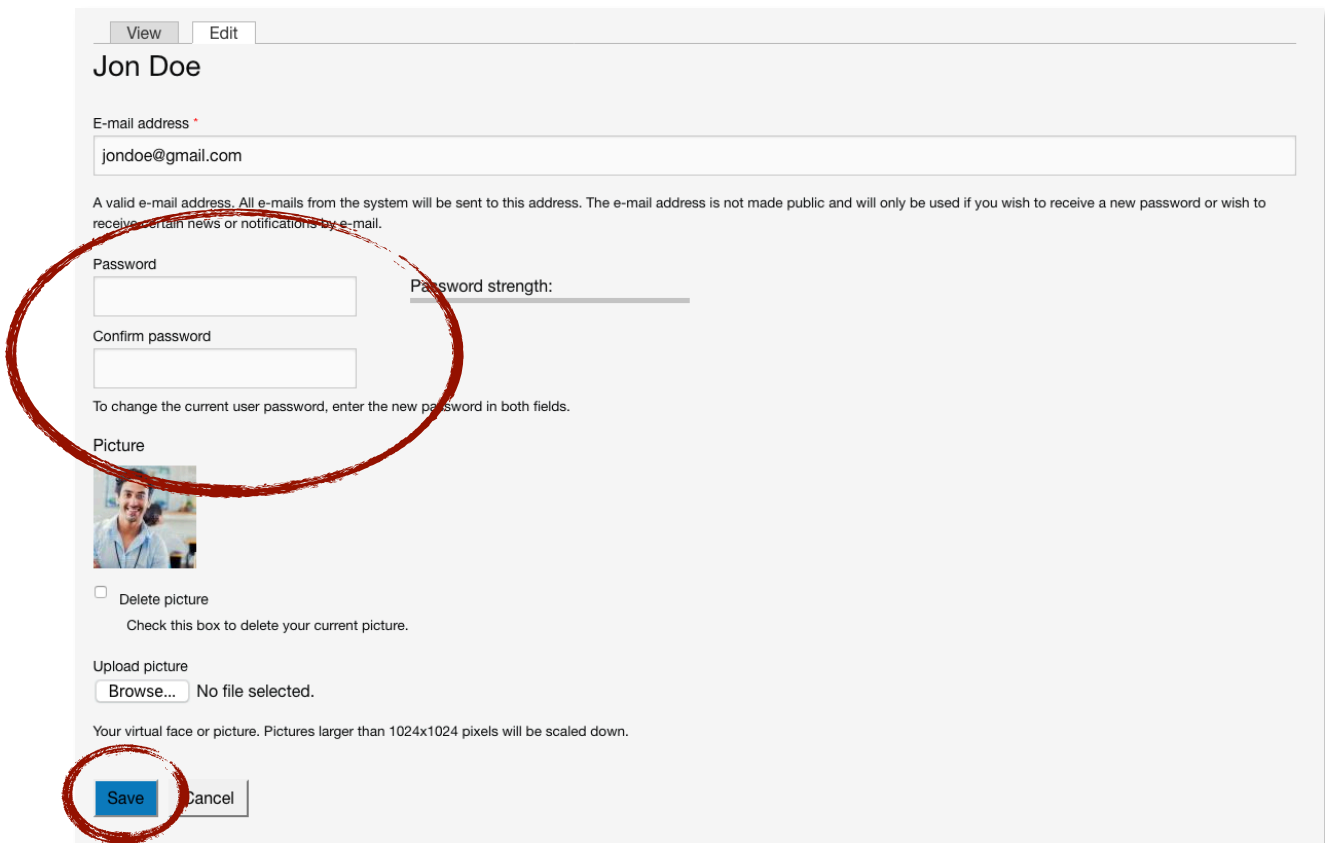 View Edit
Jon Doe
E-mail address *
jondoe@gmail.com
A valid e-mail address. All e-mails from the system will be sent to this address. The e-mail address is not made public and will only be used if you wish to receive a new password or wish to
receive certain news or notifications by e-mail.
Password
Password strength:
Confirm password
To change the current user password, enter the new password in both fields.
Picture
Delete picture
Check this box to delete your current picture.
Upload picture
Browse... No file selected.
Your virtual face or picture. Pictures larger than 1024x1024 pixels will be scaled down.
Save Cancel